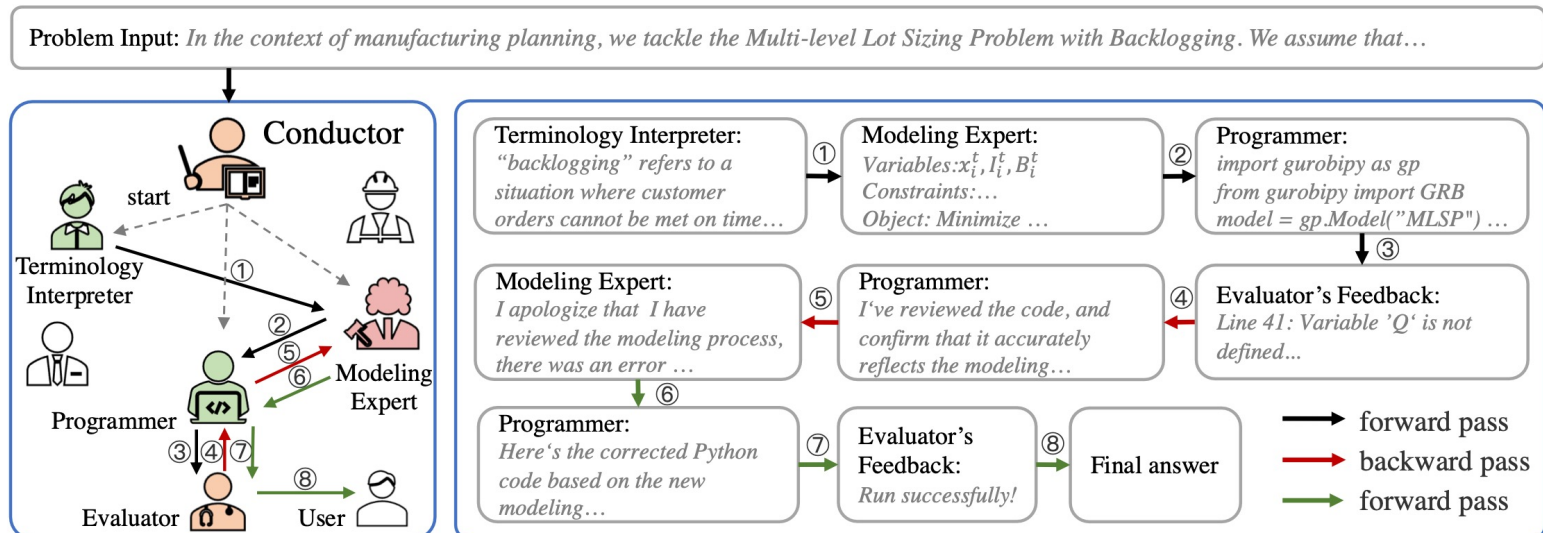 Problem Input: In the context of manufacturing planning, we tackle the Multi-level Lot Sizing Problem with Backlogging. We assume that…
Conductor
start
Terminology
Interpreter
①
②
⑤
⑥
Modeling
Expert
Programmer
③
④
⑦
⑧
Evaluator
User
Terminology Interpreter:
“backlogging” refers to a
situation where customer
orders cannot be met on time…
①
Modeling Expert:
Variables:x_i^t, I_i^t, B_i^t
Constraints:…
Object: Minimize …
②
Programmer:
import gurobipy as gp
from gurobipy import GRB
model = gp.Model(”MLSP") …
③
Modeling Expert:
I apologize that I have
reviewed the modeling process,
there was an error …
⑤
Programmer:
I‘ve reviewed the code, and
confirm that it accurately
reflects the modeling…
④
Evaluator’s Feedback:
Line 41: Variable ’Q‘ is not
defined...
⑥
Programmer:
Here‘s the corrected Python
code based on the new
modeling…
⑦
Evaluator’s
Feedback:
Run successfully!
⑧
Final answer
forward pass
backward pass
forward pass